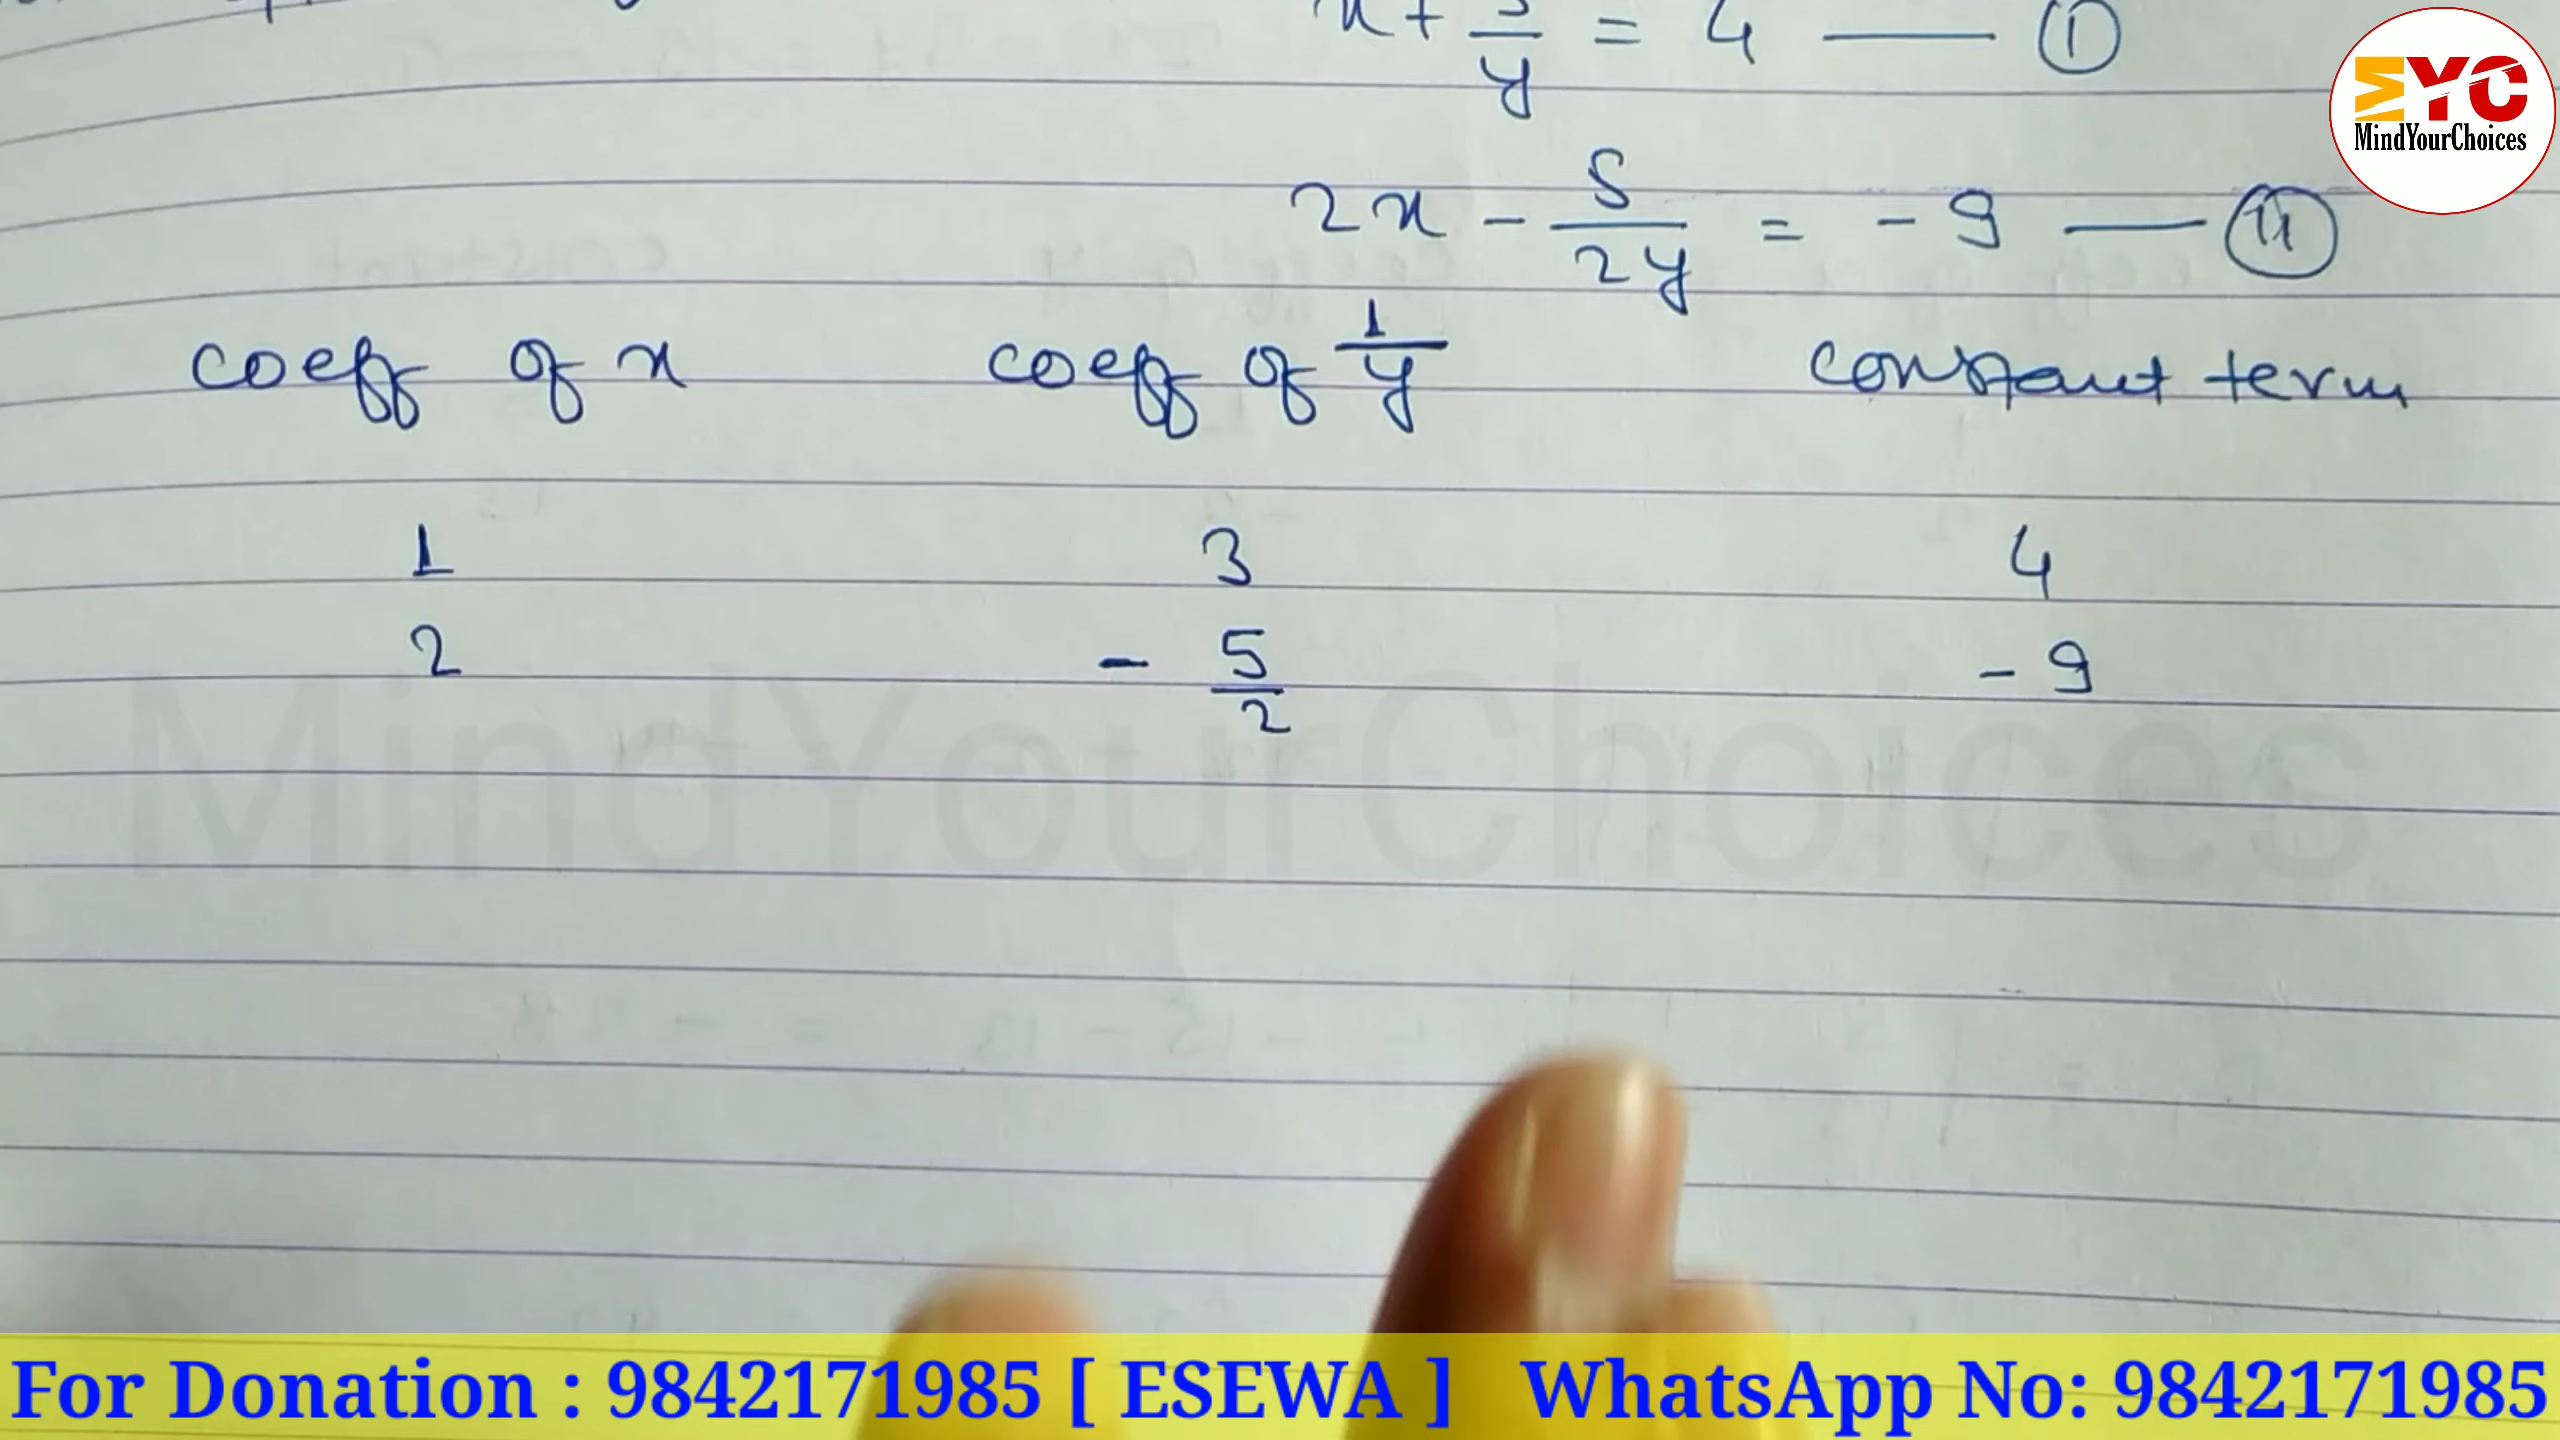 x + 3/y = 4 — (I)
MYC
MindYourChoices
2x - 5/2y = -9 — (II)
coeff of x coeff of 1/y constant term
1 3 4
2 - 5/2 - 9
MindYourChoices
For Donation : 9842171985 [ ESEWA ] WhatsApp No: 9842171985